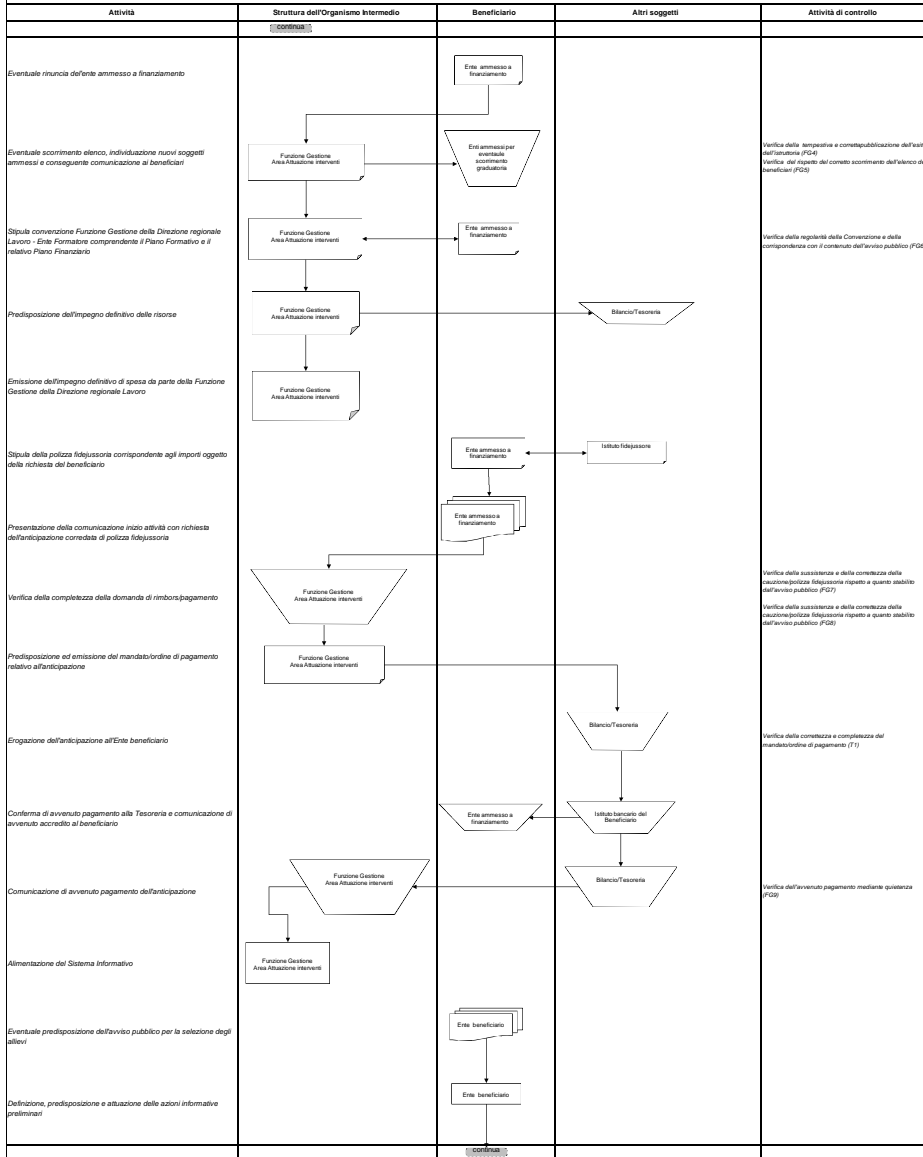 Attività
Struttura dell'Organismo Intermedio
Beneficiario
Altri soggetti
Attività di controllo
continua
Eventuale rinuncia del'ente ammesso a finanziamento
Ente ammesso a
finanziamento
Eventuale scorrimento elenco, individuazione nuovi soggetti
ammessi e conseguente comunicazione ai beneficiari
Funzione Gestione
Area Attuazione interventi
Enti ammessi per
eventaule
scorrimento
graduatoria
Verifica della tempestiva e correttapubblicazione dell'esit
dell'istruttoria (FG4)
Verifica del rispetto del corretto scorrimento dell'elenco de
beneficieri (FG5)
Stipula convenzione Funzione Gestione della Direzione regionale
Lavoro - Ente Formatore comprendente il Piano Formativo e il
relativo Piano Finanziario
Funzione Gestione
Area Attuazione interventi
Ente ammesso a
finanziamento
Verifica della regolerità della Convenzione e della
corrispondenza con il contenuto dell'avviso pubblico (FG6
Predisposizione dell'impegno definitivo delle risorse
Funzione Gestione
Area Attuazione interventi
Bilancio/Tesoreria
Emissione dell'impegno definitivo di spesa da parte della Funzione
Gestione della Direzione regionale Lavoro
Funzione Gestione
Area Attuazione interventi
Stipula della polizza fidejussoria corrispondente agli importi oggetto
della richiesta del beneficiario
Ente ammesso a
finanziamento
Istituto fidejussore
Presentazione della comunicazione inizio attività con richiesta
dell'anticipazione corredata di polizza fidejussoria
Ente ammesso a
finanziamento
Verifica della completezza della domanda di rimbors/pagamento
Funzione Gestione
Area Attuazione interventi
Verifica della sussistenza e della correttezza della
cauzione/polizza fidejussoria rispetto a quanto stabilito
dall'avviso pubblico (FG7)
Verifica della sussistenza e della correttezza della
cauzione/polizza fidejussoria rispetto a quanto stabilito
dall'avviso pubblico (FG8)
Predisposizione ed emissione del mandato/ordine di pagamento
relativo all'anticipazione
Funzione Gestione
Area Attuazione interventi
Erogazione dell'anticipazione all'Ente beneficiario
Bilancio/Tesoreria
Verifica della correttezza e completezza del
mandato/ordine di pagamento (T1)
Conferma di avvenuto pagamento alla Tesoreria e comunicazione di
avvenuto accredito al beneficiario
Ente ammesso a
finanziamento
Istituto bancario del
Beneficiario
Comunicazione di avvenuto pagamento dell'anticipazione
Funzione Gestione
Area Attuazione interventi
Bilancio/Tesoreria
Verifica dell'avvenuto pagamento mediante quietanza
(FG9)
Alimentazione del Sistema Informativo
Funzione Gestione
Area Attuazione interventi
Eventuale predisposizione dell'avviso pubblico per la selezione degli
allievi
Ente beneficiario
Definizione, predisposizione e attuazione delle azioni informative
preliminari
Ente beneficiario
continua